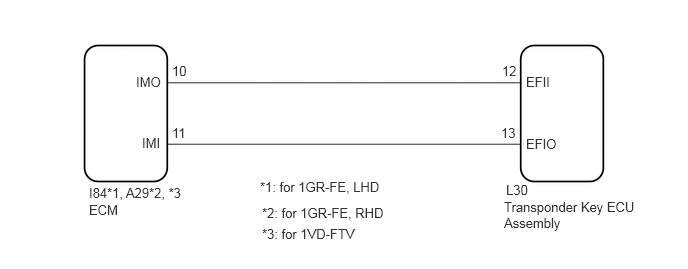 10
12
IMO
EFII
11
13
IMI
EFIO
I84*1, A29*2, *3
ECM
*1: for 1GR-FE, LHD
*2: for 1GR-FE, RHD
*3: for 1VD-FTV
L30
Transponder Key ECU
Assembly